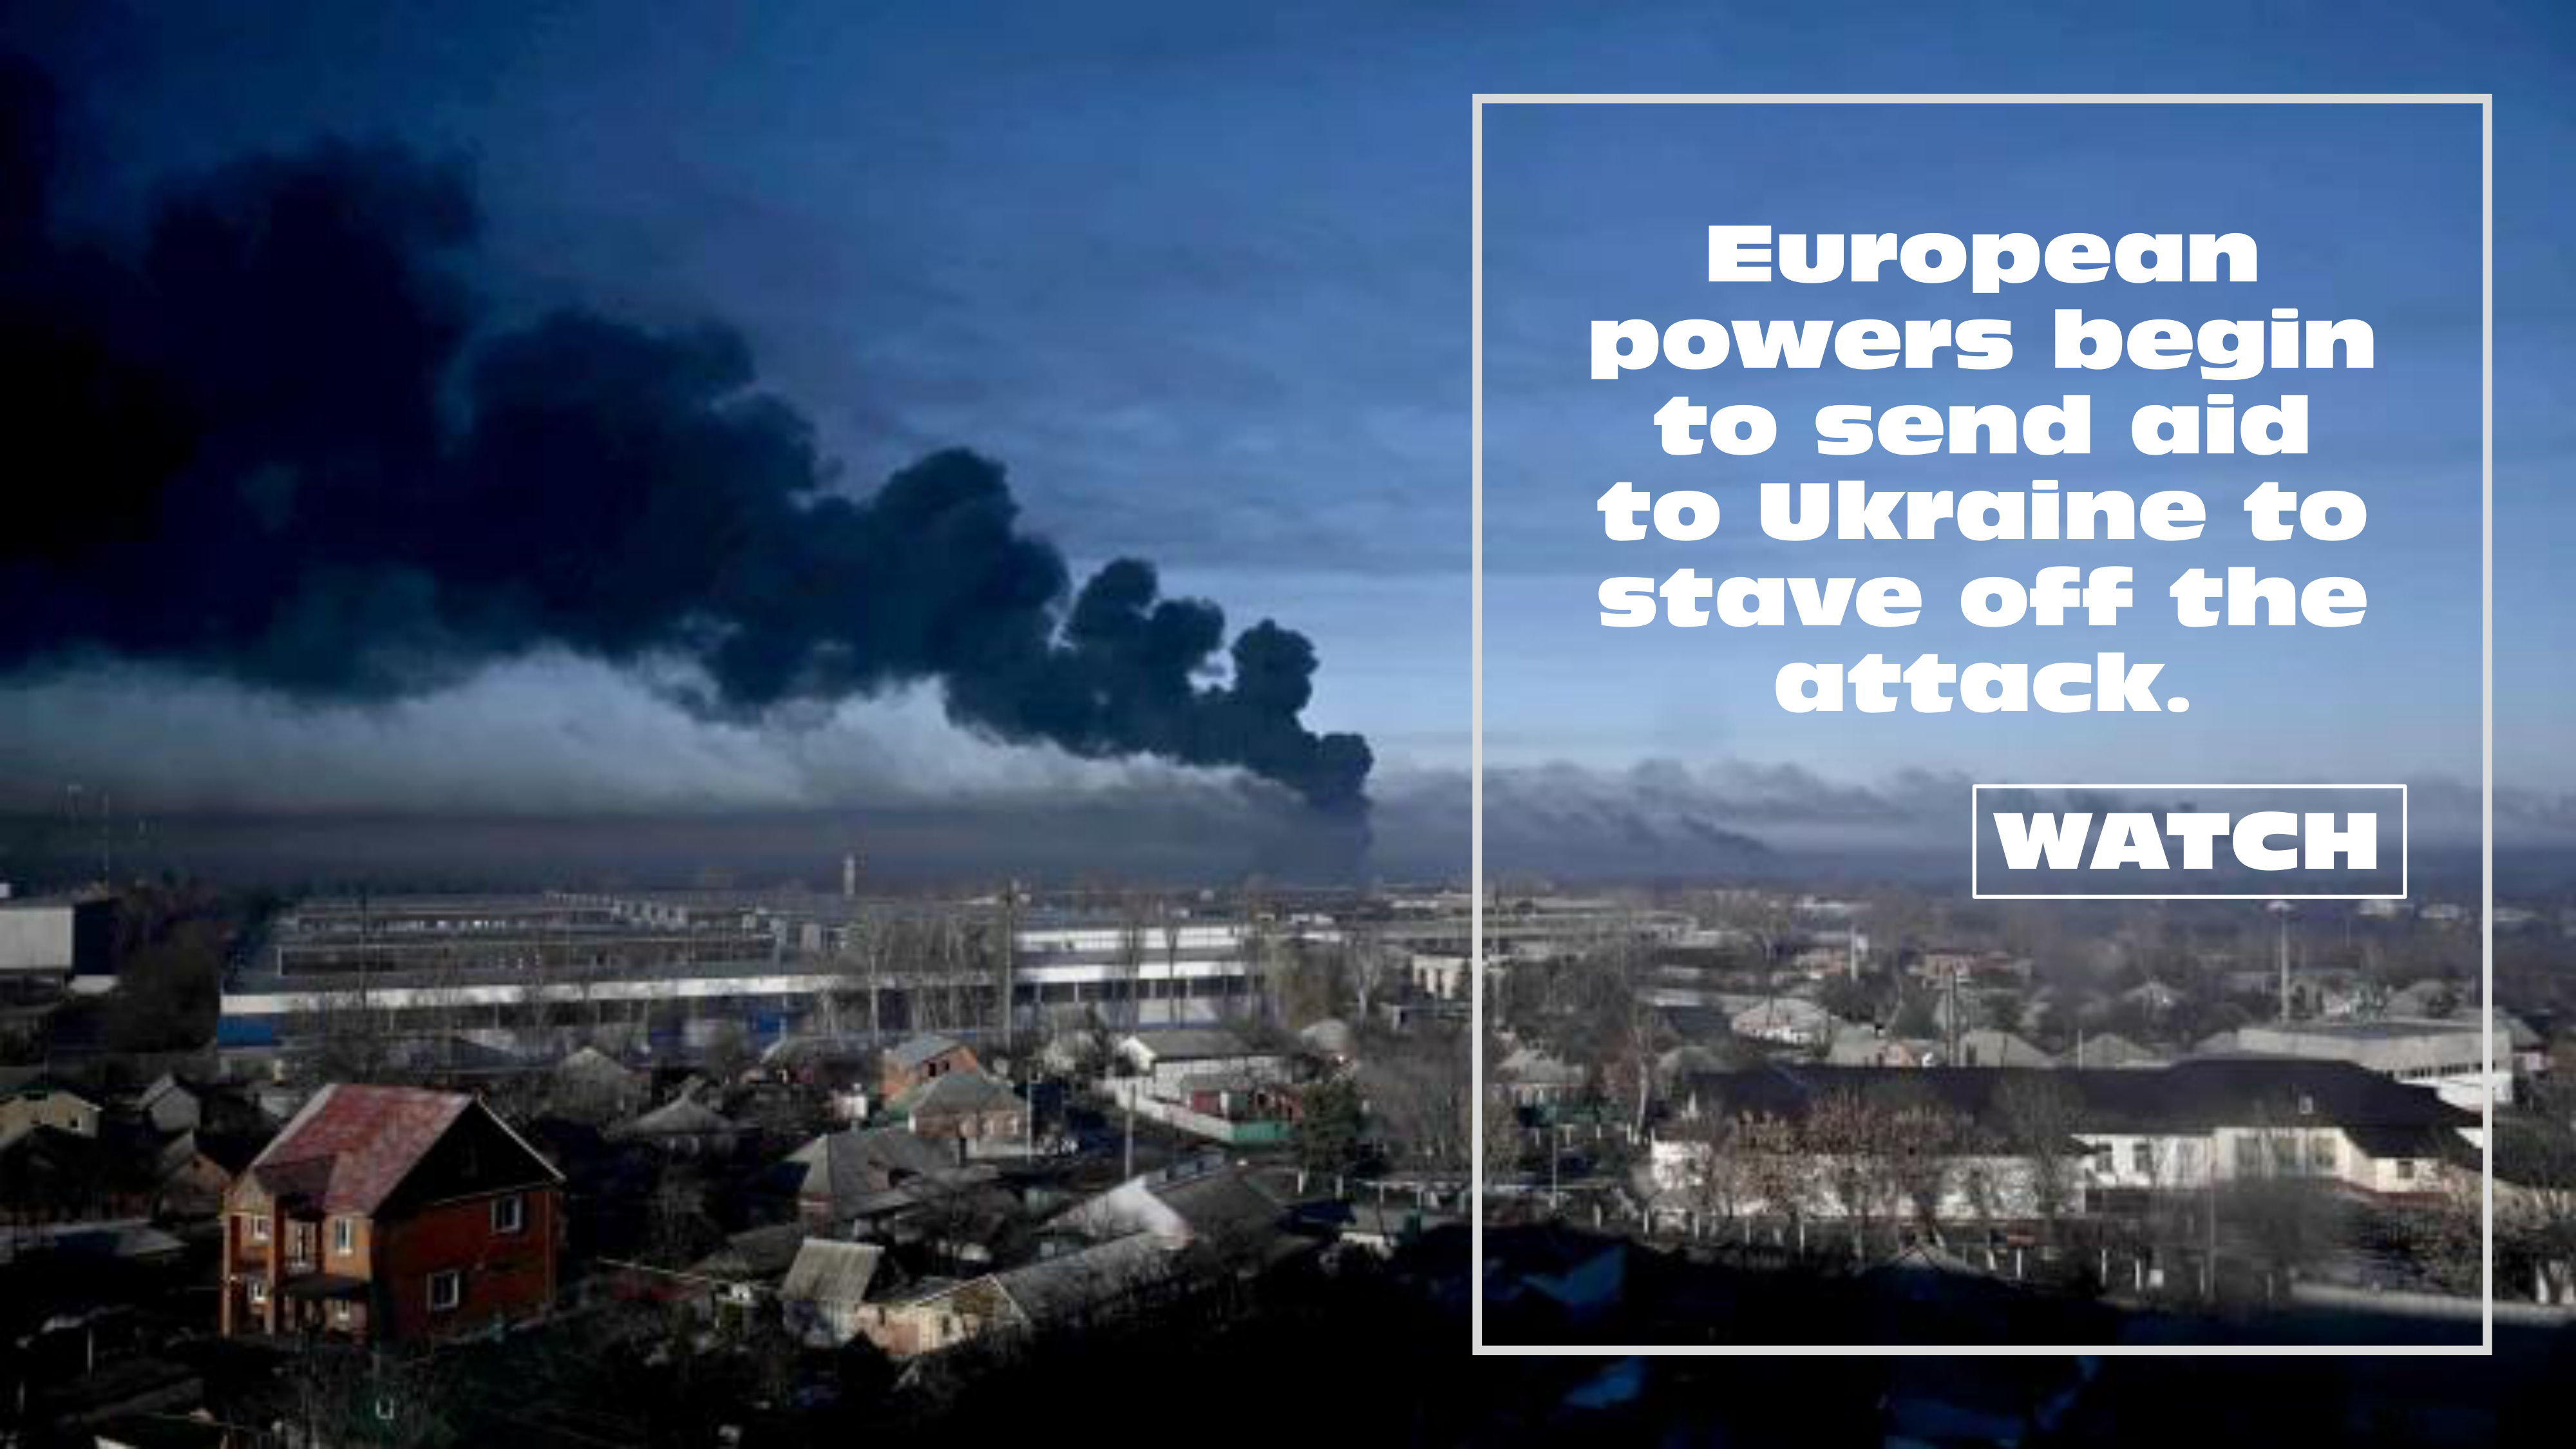 European
powers begin
to send aid
to Ukraine to
stave off the
attack.
WATCH